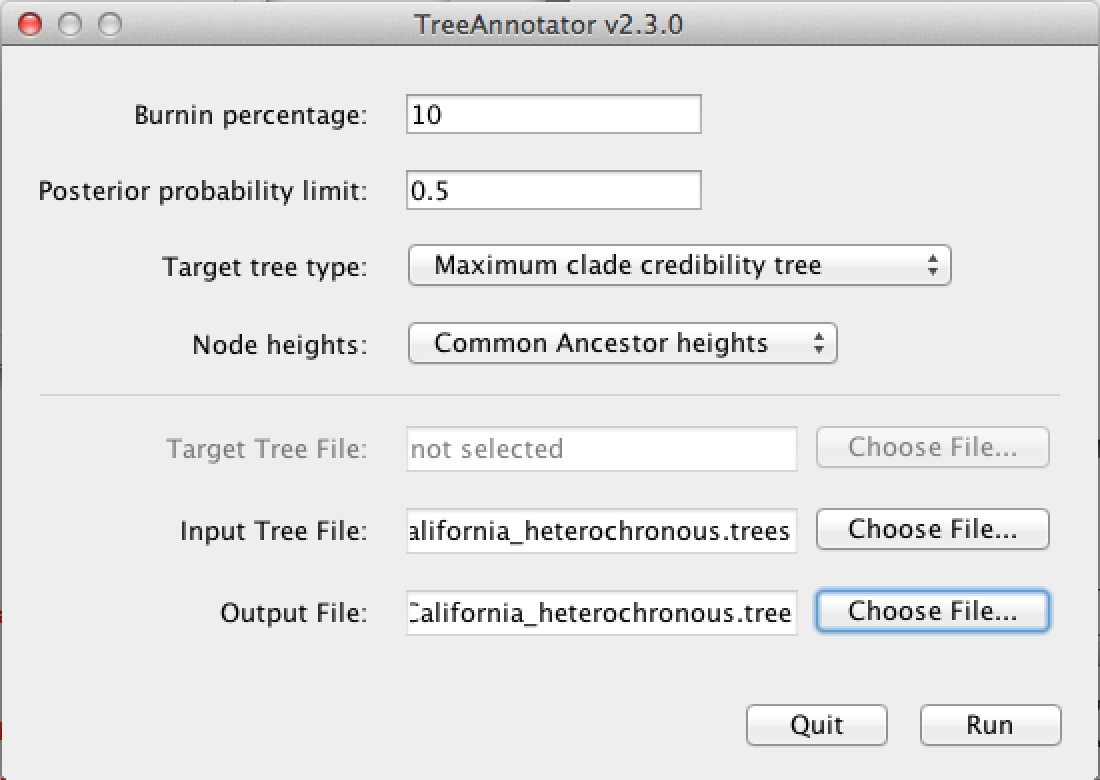 TreeAnnotator v2.3.0
Burnin percentage: 10
Posterior probability limit: 0.5
Target tree type: Maximum clade credibility tree
Node heights: Common Ancestor heights
Target Tree File: not selected Choose File...
Input Tree File: alifornia_heterochronous.trees Choose File...
Output File: California_heterochronous.tree Choose File...
Quit Run